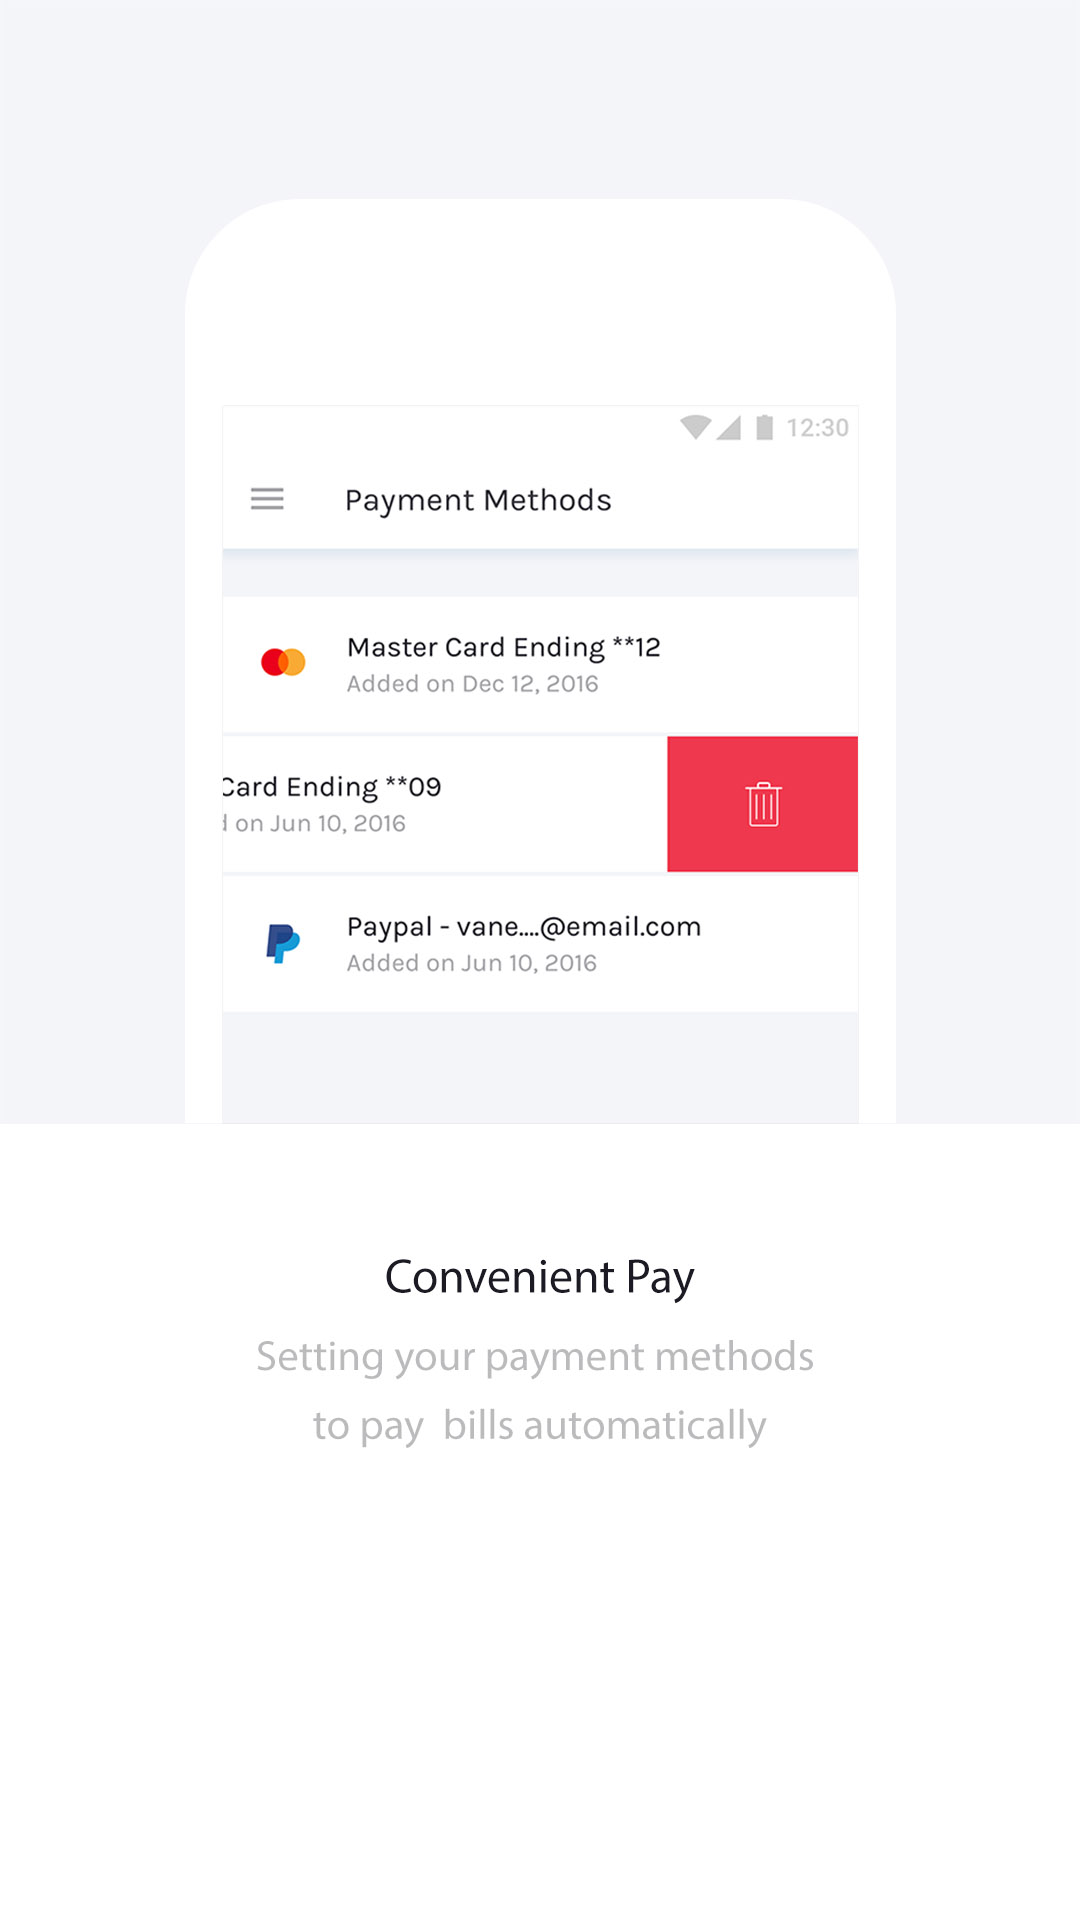 12:30
Payment Methods
Master Card Ending **12
Added on Dec 12, 2016
Card Ending **09
on Jun 10, 2016
Paypal - vane....@email.com
Added on Jun 10, 2016
Convenient Pay
Setting your payment methods
to pay  bills automatically